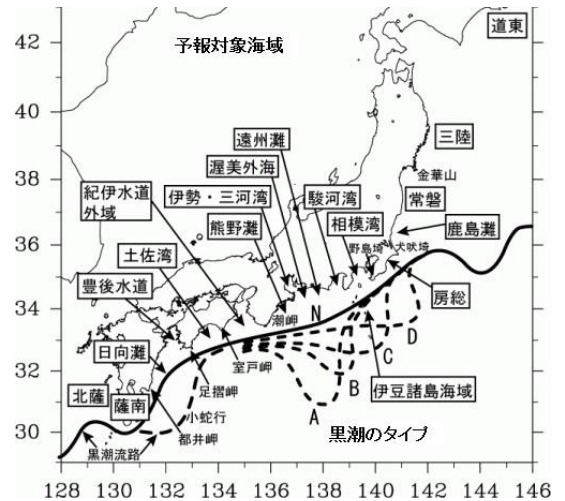 予報対象海域
道東
42
40
38
36
34
32
30
三陸
金華山
遠州灘
渥美外海
伊勢・三河湾
紀伊水道
外域
熊野灘
駿河湾
相模湾
常磐
鹿島灘
野島埼
犬吠埼
土佐湾
豊後水道
潮岬
房総
N
日向灘
室戸岬
足摺岬
D
C
B
A
伊豆諸島海域
北薩
薩南
小蛇行
都井岬
黒潮流路
黒潮のタイプ
128 130 132 134 136 138 140 142 144 146